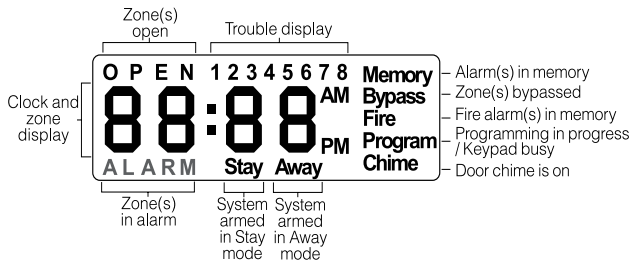 Zone(s)
open
Trouble display
O P E N 1 2 3 4 5 6 7 8 Memory
Alarm(s) in memory
88:88 AM Bypass
Zone(s) bypassed
Clock and
zone
display
Fire
Fire alarm(s) in memory
PM Program
Programming in progress
/ Keypad busy
A L A R M Stay Away Chime
Door chime is on
Zone(s)
in alarm
System
armed
in Stay
mode
System
armed
in Away
mode